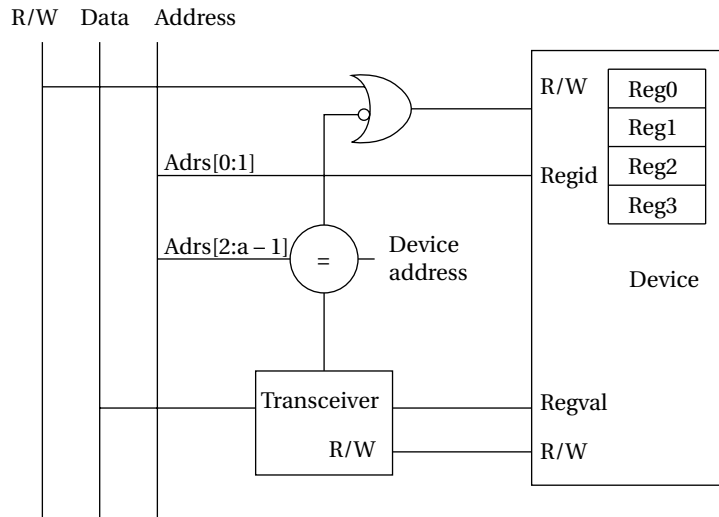 R/W Data Address
R/W
Reg0
Reg1
Adrs[0:1]
Regid
Reg2
Reg3
Adrs[2:a – 1]
=
Device
address
Device
Transceiver
Regval
R/W
R/W